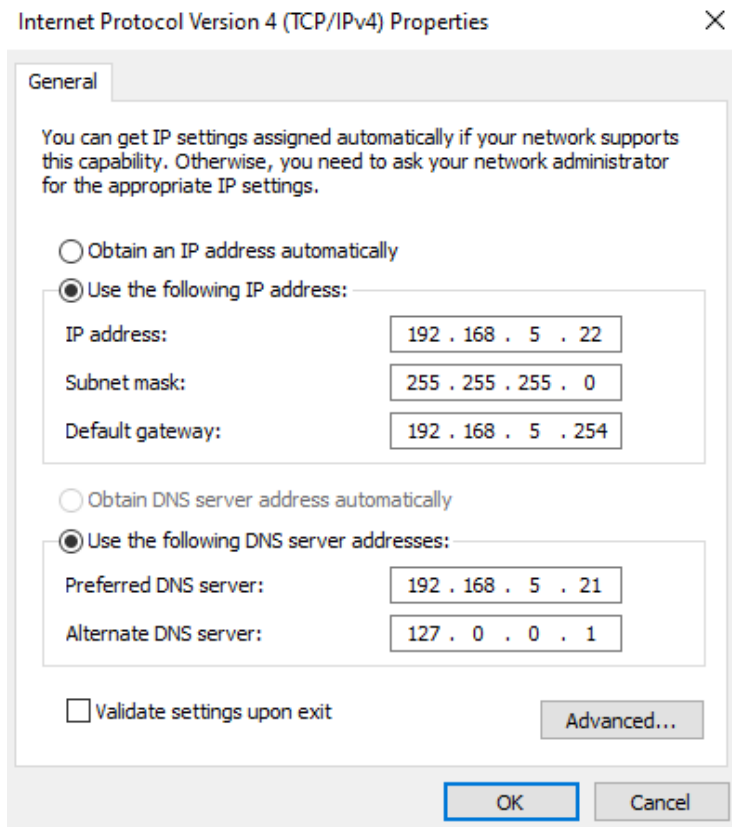 Internet Protocol Version 4 (TCP/IPv4) Properties
General
You can get IP settings assigned automatically if your network supports
this capability. Otherwise, you need to ask your network administrator
for the appropriate IP settings.
Obtain an IP address automatically
Use the following IP address:
IP address: 192 . 168 . 5 . 22
Subnet mask: 255 . 255 . 255 . 0
Default gateway: 192 . 168 . 5 . 254
Obtain DNS server address automatically
Use the following DNS server addresses:
Preferred DNS server: 192 . 168 . 5 . 21
Alternate DNS server: 127 . 0 . 0 . 1
Validate settings upon exit
Advanced...
OK Cancel